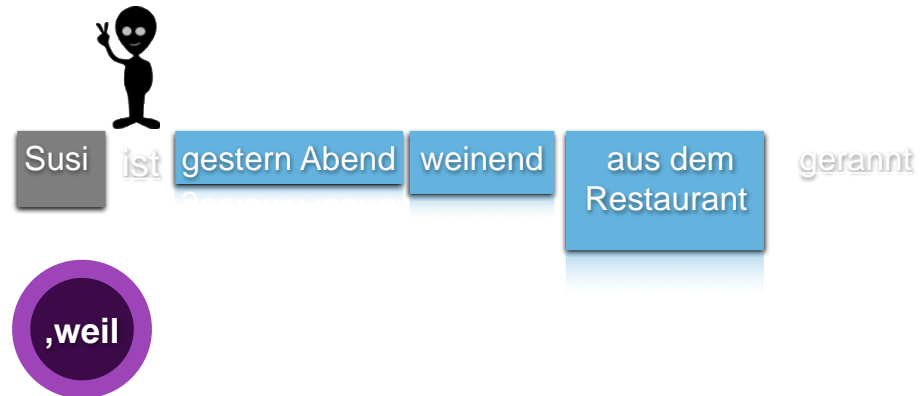 Susi ist gestern Abend weinend aus dem gerannt
Restaurant
,weil